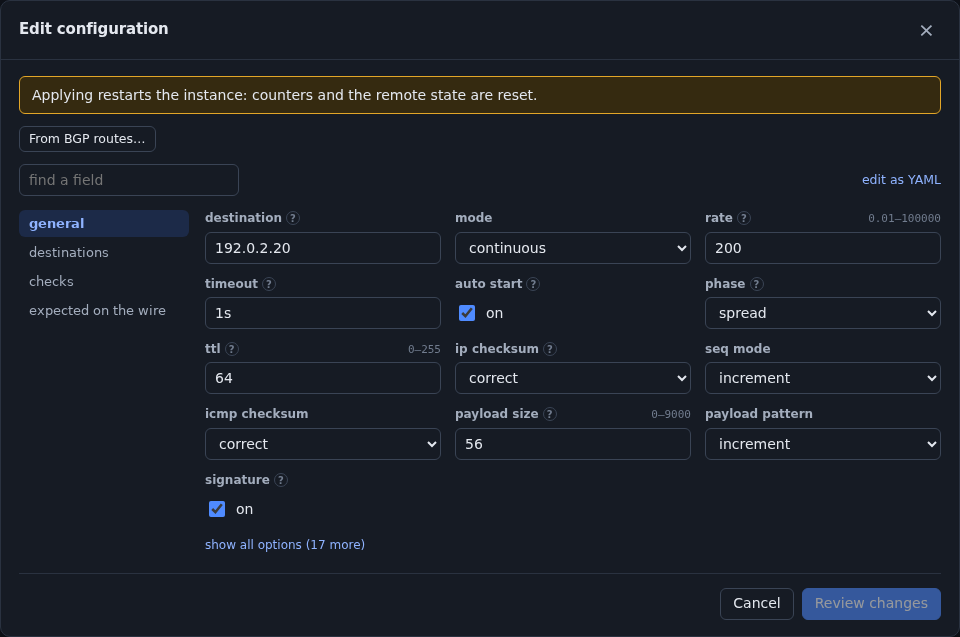 Edit configuration
✕
Applying restarts the instance: counters and the remote state are reset.
From BGP routes...
find a field
edit as YAML
general
destinations
checks
expected on the wire
destination ? mode rate ? 0.01–100000
192.0.2.20 continuous 200
timeout ? auto start ? phase ?
1s on spread
ttl ? 0–255 ip checksum ? seq mode
64 correct increment
icmp checksum payload size ? 0–9000 payload pattern
correct 56 increment
signature ?
on
show all options (17 more)
Cancel Review changes